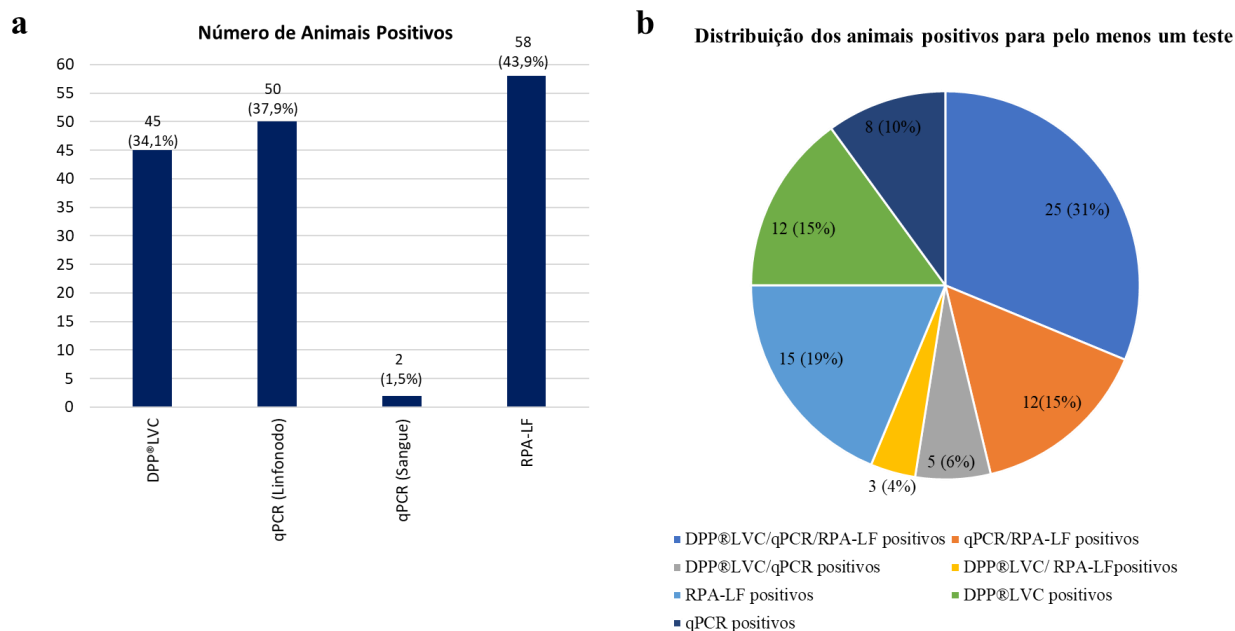 a
Número de Animais Positivos
60
55
50
45
40
35
30
25
20
15
10
5
0
45
(34,1%)
50
(37,9%)
2
(1,5%)
58
(43,9%)
DPP®LVC
qPCR (Linfonodo)
qPCR (Sangue)
RPA-LF
b
Distribuição dos animais positivos para pelo menos um teste
8 (10%)
25 (31%)
12 (15%)
15 (19%)
12(15%)
5 (6%)
3 (4%)
DPP®LVC/qPCR/RPA-LF positivos
qPCR/RPA-LF positivos
DPP®LVC/qPCR positivos
DPP®LVC/ RPA-LFpositivos
RPA-LF positivos
DPP®LVC positivos
qPCR positivos